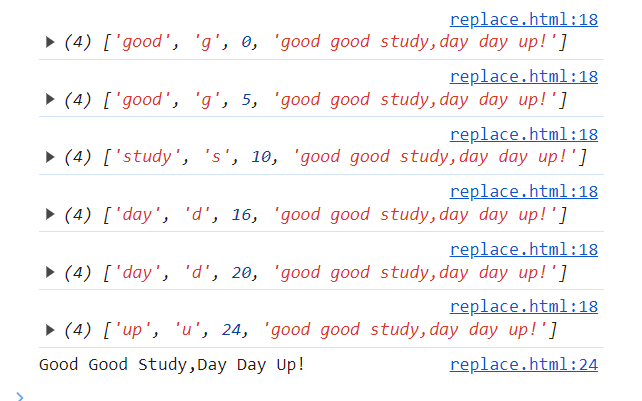 replace.html:18
(4) ['good', 'g', 0, 'good good study,day day up!']
replace.html:18
(4) ['good', 'g', 5, 'good good study,day day up!']
replace.html:18
(4) ['study', 's', 10, 'good good study,day day up!']
replace.html:18
(4) ['day', 'd', 16, 'good good study,day day up!']
replace.html:18
(4) ['day', 'd', 20, 'good good study,day day up!']
replace.html:18
(4) ['up', 'u', 24, 'good good study,day day up!']
Good Good Study,Day Day Up! replace.html:24